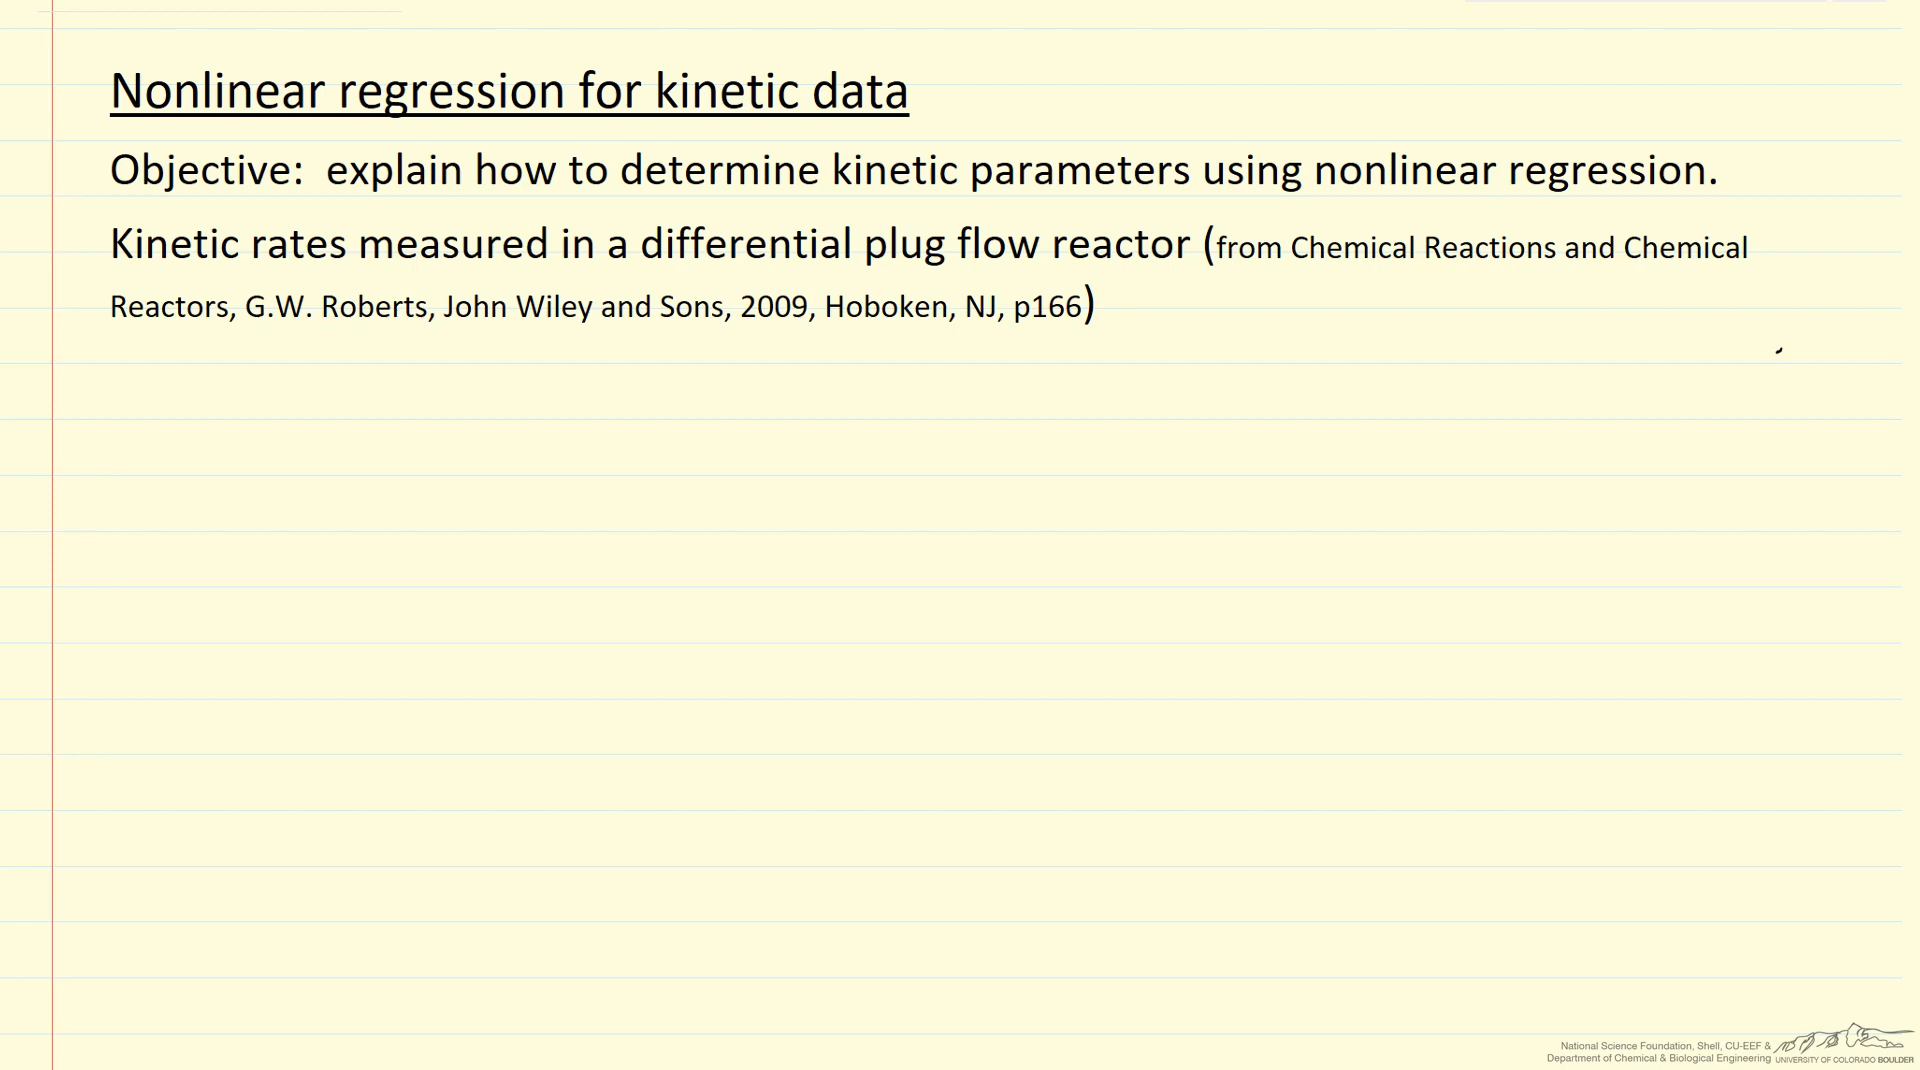 Nonlinear regression for kinetic data
Objective:  explain how to determine kinetic parameters using nonlinear regression.
Kinetic rates measured in a differential plug flow reactor (from Chemical Reactions and Chemical
Reactors, G.W. Roberts, John Wiley and Sons, 2009, Hoboken, NJ, p166)
National Science Foundation, Shell, CU-EEF &
Department of Chemical & Biological Engineering UNIVERSITY OF COLORADO BOULDER